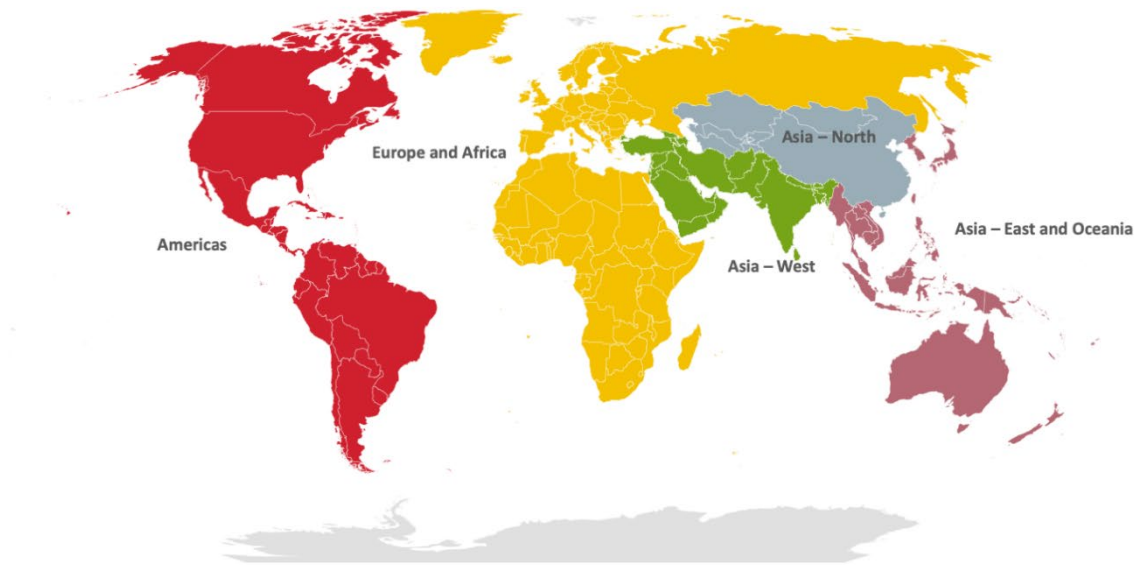 Asia – North
Europe and Africa
Asia – East and Oceania
Americas
Asia – West